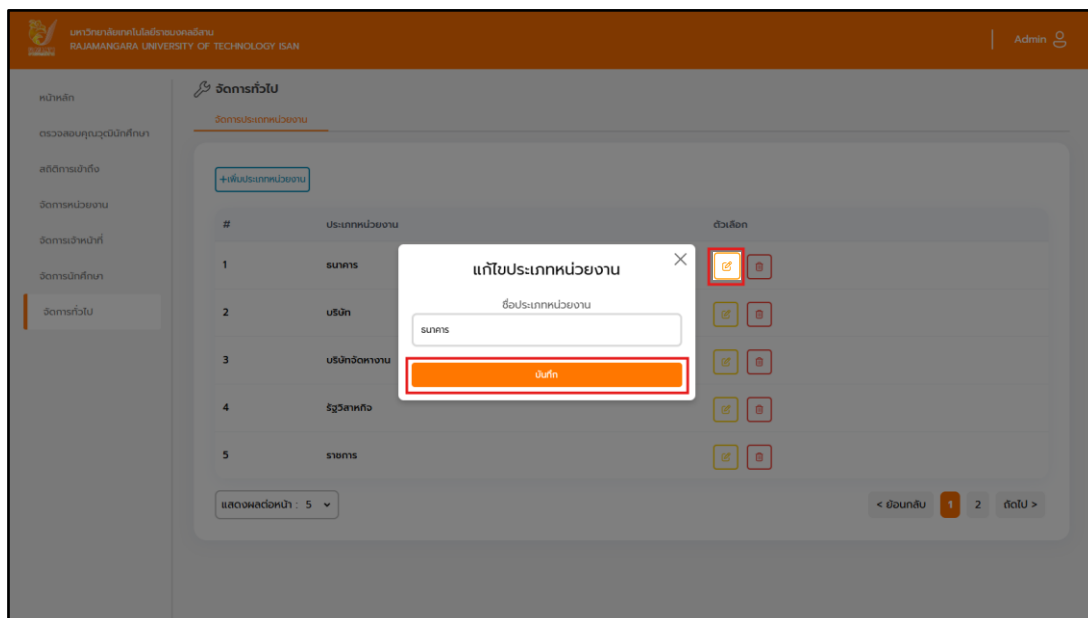 มหาวิทยาลัยเทคโนโลยีราชมงคลอีสาน
RAJAMANGARA UNIVERSITY OF TECHNOLOGY ISAN
Admin
หน้าหลัก
ตรวจสอบคุณวุฒินักศึกษา
สถิติการเข้าถึง
จัดการหน่วยงาน
จัดการเจ้าหน้าที่
จัดการนักศึกษา
จัดการทั่วไป
จัดการทั่วไป
จัดการประเภทหน่วยงาน
+เพิ่มประเภทหน่วยงาน
# ประเภทหน่วยงาน ตัวเลือก
1 ธนาคาร
2 บริษัท
3 บริษัทจัดหางาน
4 รัฐวิสาหกิจ
5 ราชการ
แก้ไขประเภทหน่วยงาน
ชื่อประเภทหน่วยงาน
ธนาคาร
บันทึก
แสดงผลต่อหน้า : 5
< ย้อนกลับ 1 2 ถัดไป >